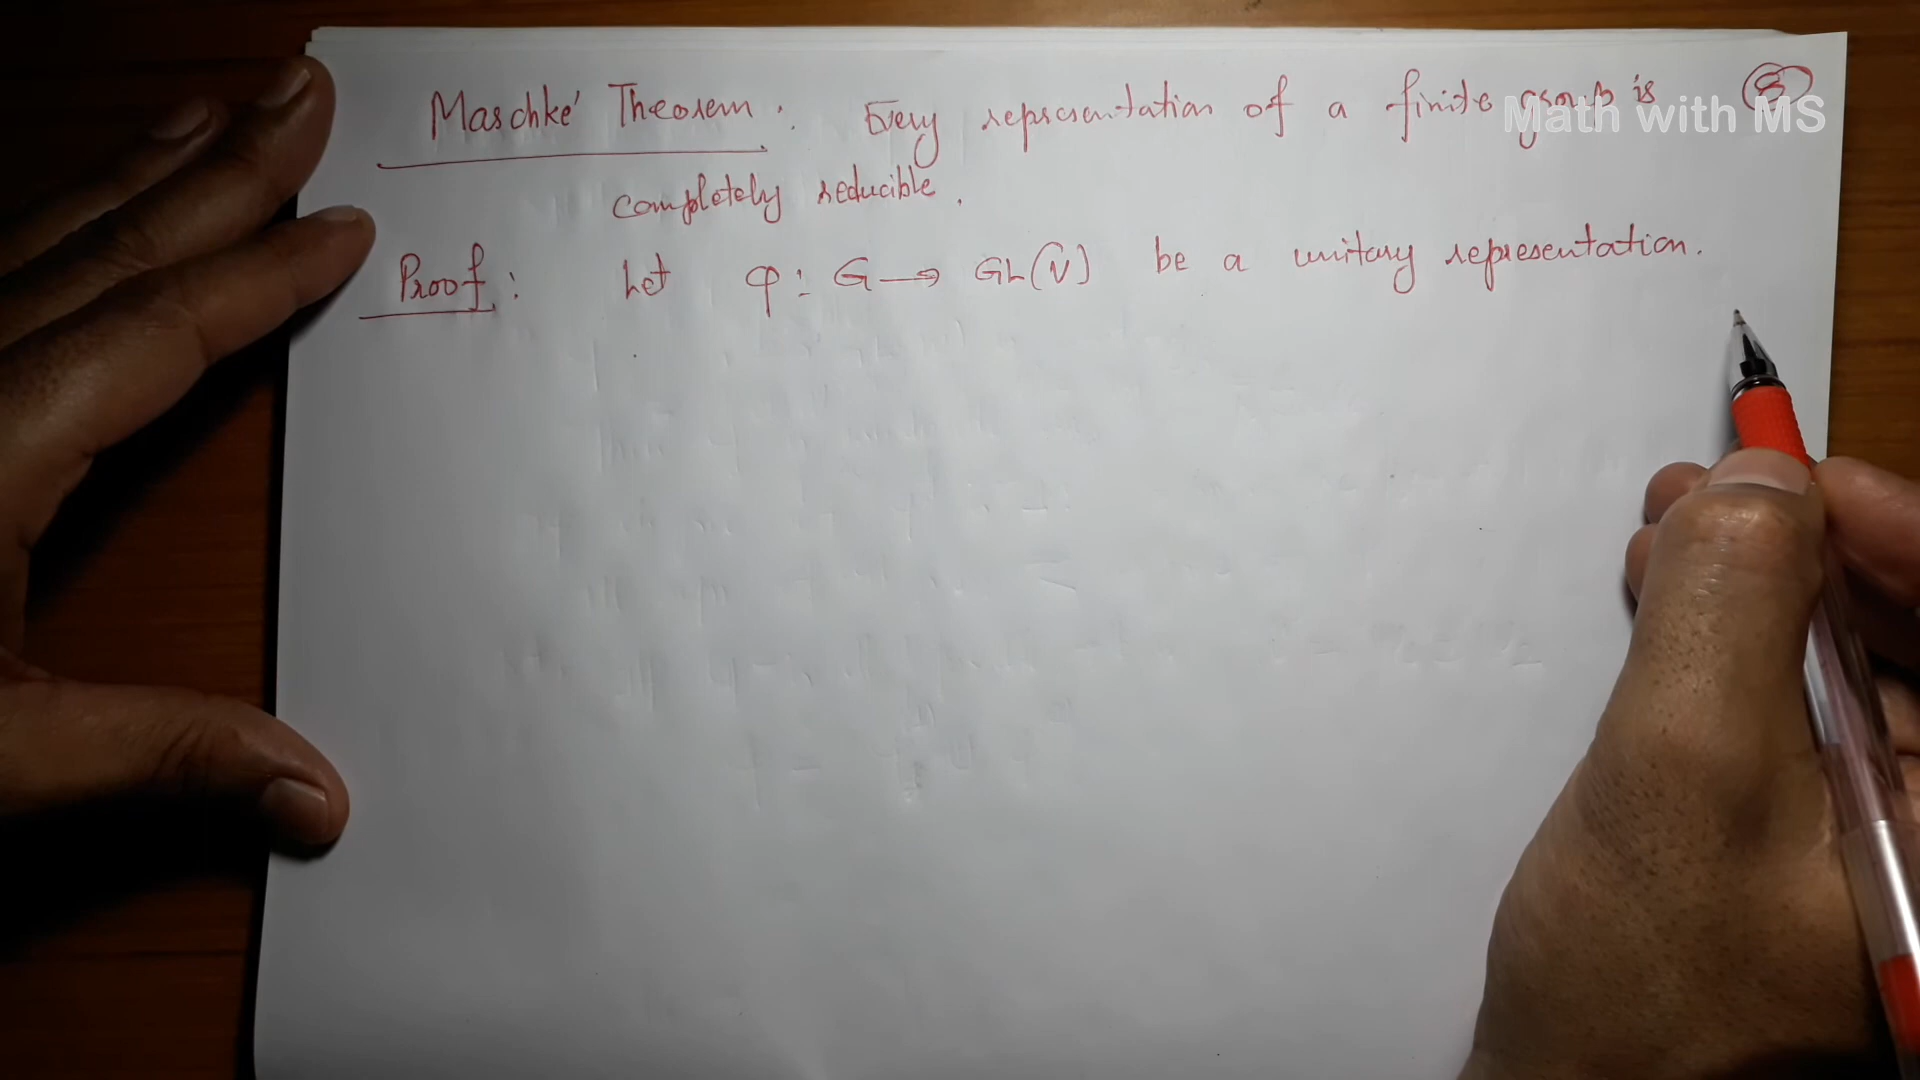 Maschke' Theorem : Every representation of a finite group is 8
Math with MS
completely reducible.
Proof : Let φ : G → GL(V) be a unitary representation.